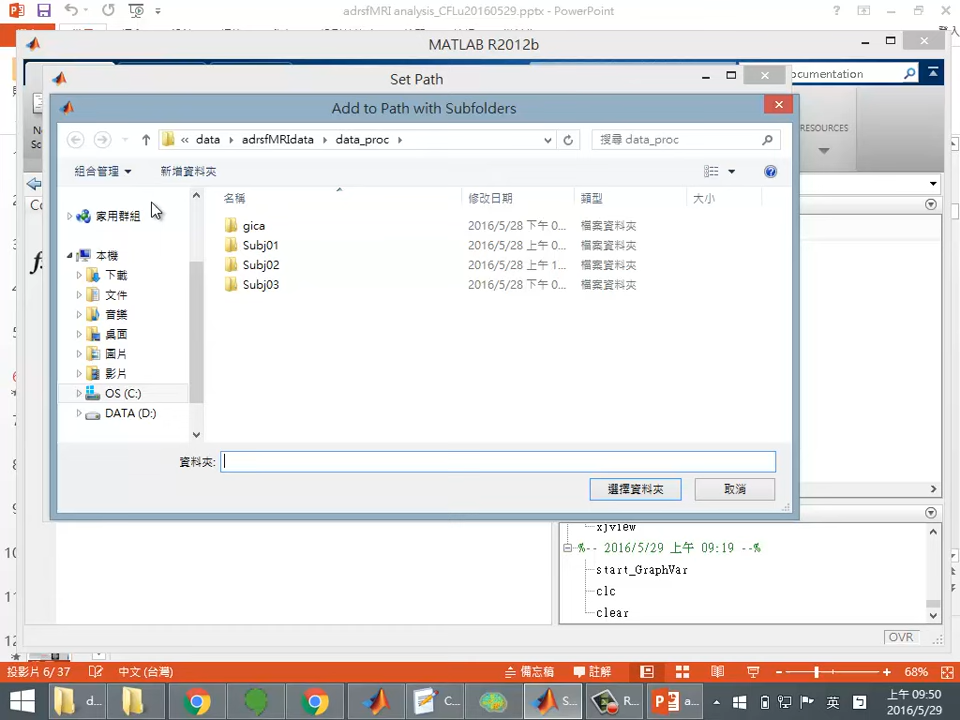 adrsfMRI analysis_CFLu20160529.pptx - PowerPoint
MATLAB R2012b
Set Path
ocumentation
RESOURCES
Add to Path with Subfolders
« data adrsfMRIdata data_proc
搜尋 data_proc
組合管理 新增資料夾
名稱 修改日期 類型 大小
家用群組
本機
下載
文件
音樂
桌面
圖片
影片
OS (C:)
DATA (D:)
gica 2016/5/28 下午 0... 檔案資料夾
Subj01 2016/5/28 下午 0... 檔案資料夾
Subj02 2016/5/28 上午 1... 檔案資料夾
Subj03 2016/5/28 下午 0... 檔案資料夾
資料夾:
選擇資料夾 取消
xjview
%-- 2016/5/29 上午 09:19 --%
start_GraphVar
clc
clear
OVR
10
11
12
投影片 6/37 中文 (台灣) 備忘稿 註解 68%
d... C... S... R... a... 英
上午 09:50
2016/5/29